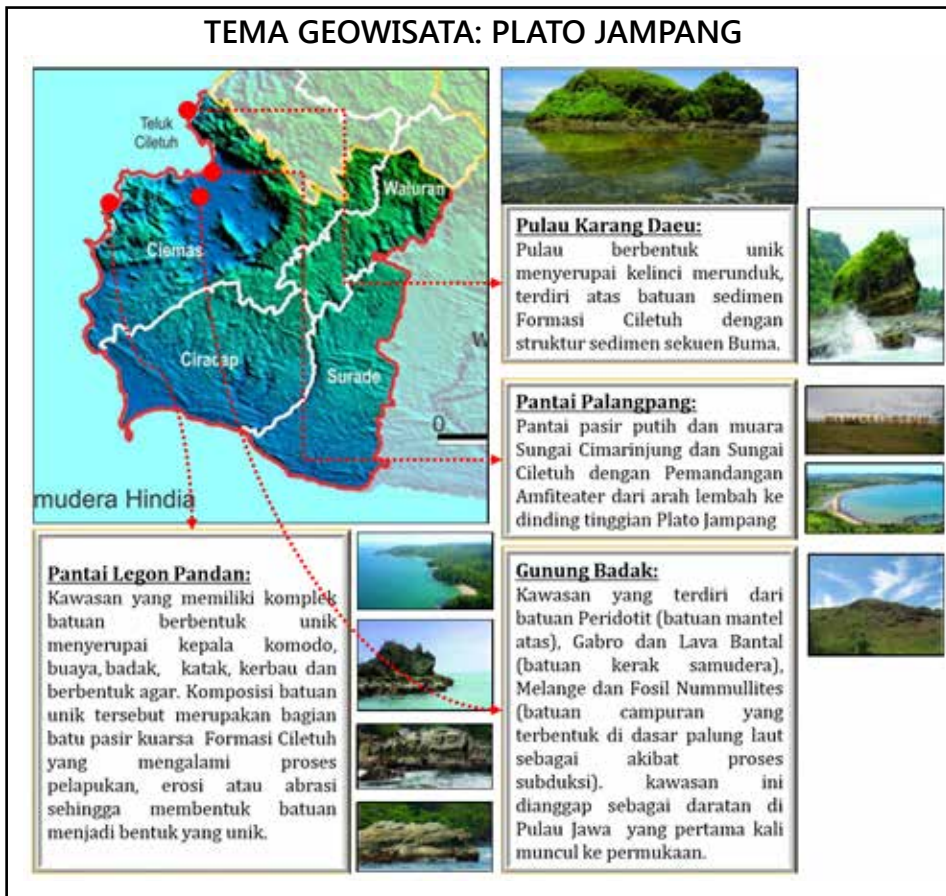 TEMA GEOWISATA: PLATO JAMPANG
Teluk
Ciletuh
Waluran
Ciemas
Ciracap
Surade
W
0
mudera Hindia
Pulau Karang Daeu:
Pulau berbentuk unik
menyerupai kelinci merunduk,
terdiri atas batuan sedimen
Formasi Ciletuh dengan
struktur sedimen sekuen Buma.
Pantai Palangpang:
Pantai pasir putih dan muara
Sungai Cimarinjung dan Sungai
Ciletuh dengan Pemandangan
Amfiteater dari arah lembah ke
dinding tinggian Plato Jampang
Pantai Legon Pandan:
Kawasan yang memiliki komplek
batuan berbentuk unik
menyerupai kepala komodo,
buaya, badak, katak, kerbau dan
berbentuk agar. Komposisi batuan
unik tersebut merupakan bagian
batu pasir kuarsa Formasi Ciletuh
yang mengalami proses
pelapukan, erosi atau abrasi
sehingga membentuk batuan
menjadi bentuk yang unik.
Gunung Badak:
Kawasan yang terdiri dari
batuan Peridotit (batuan mantel
atas), Gabro dan Lava Bantal
(batuan kerak samudera),
Melange dan Fosil Nummullites
(batuan campuran yang
terbentuk di dasar palung laut
sebagai akibat proses
subduksi). kawasan ini
dianggap sebagai daratan di
Pulau Jawa yang pertama kali
muncul ke permukaan.